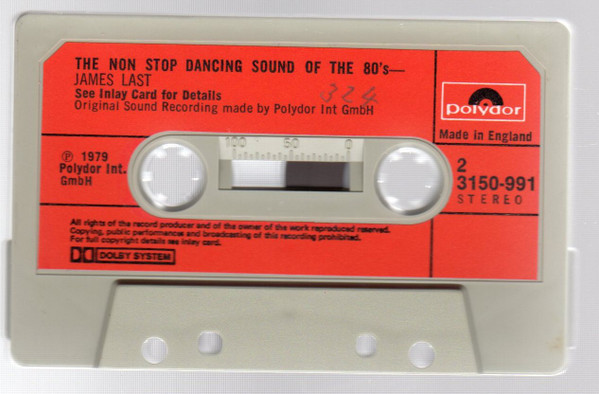 THE NON STOP DANCING SOUND OF THE 80's—
JAMES LAST
See Inlay Card for Details
324
Original Sound Recording made by Polydor Int GmbH
polydor
Made in England
℗ 1979
Polydor Int.
GmbH
100 50 0
2
3150-991
STEREO
All rights of the record producer and of the owner of the work reproduced reserved.
Copying, public performance and broadcasting of this recording prohibited.
For full copyright details see inlay card.
DOLBY SYSTEM